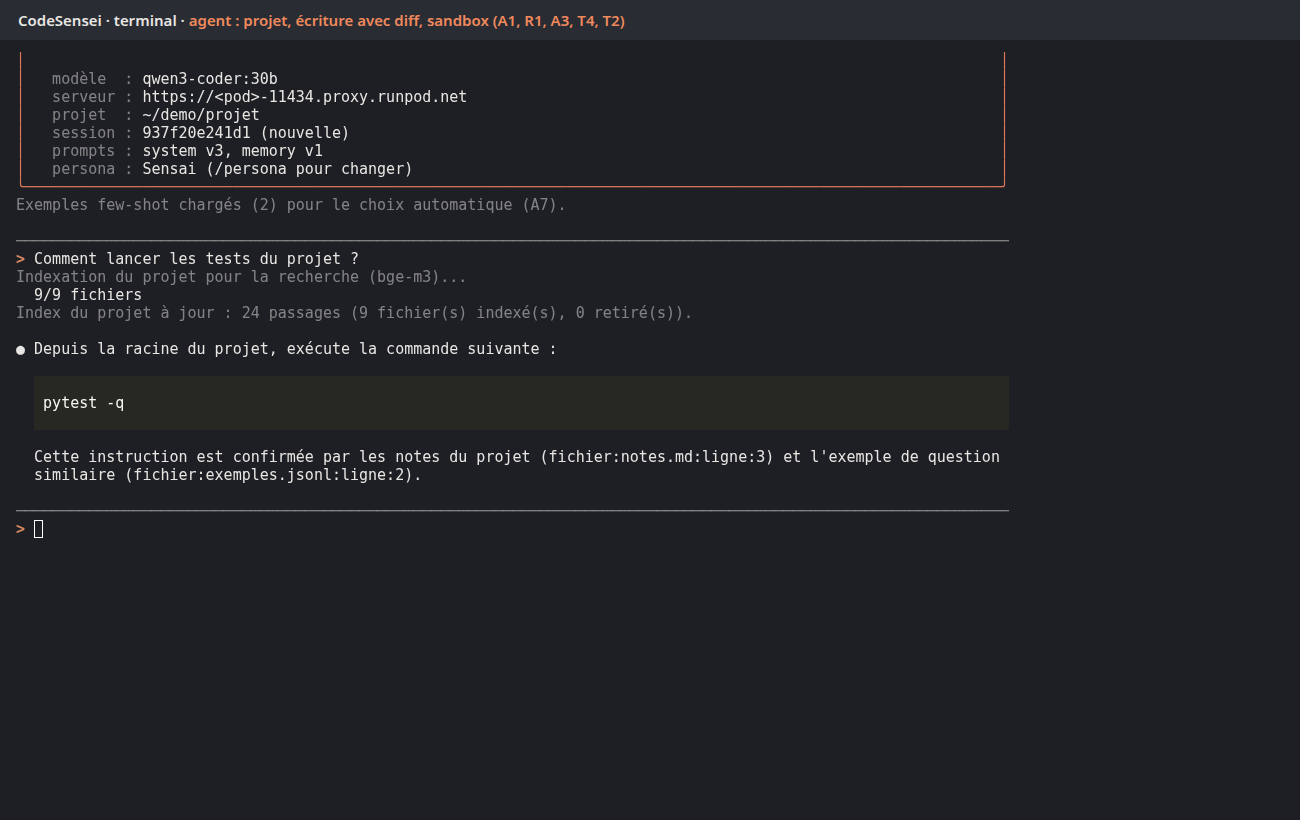 CodeSensei · terminal · agent : projet, écriture avec diff, sandbox (A1, R1, A3, T4, T2)
modèle  : qwen3-coder:30b
serveur : https://<pod>-11434.proxy.runpod.net
projet  : ~/demo/projet
session : 937f20e241d1 (nouvelle)
prompts : system v3, memory v1
persona : Sensai (/persona pour changer)
Exemples few-shot chargés (2) pour le choix automatique (A7).
> Comment lancer les tests du projet ?
Indexation du projet pour la recherche (bge-m3)...
9/9 fichiers
Index du projet à jour : 24 passages (9 fichier(s) indexé(s), 0 retiré(s)).
● Depuis la racine du projet, exécute la commande suivante :
pytest -q
Cette instruction est confirmée par les notes du projet (fichier:notes.md:ligne:3) et l'exemple de question
similaire (fichier:exemples.jsonl:ligne:2).
>